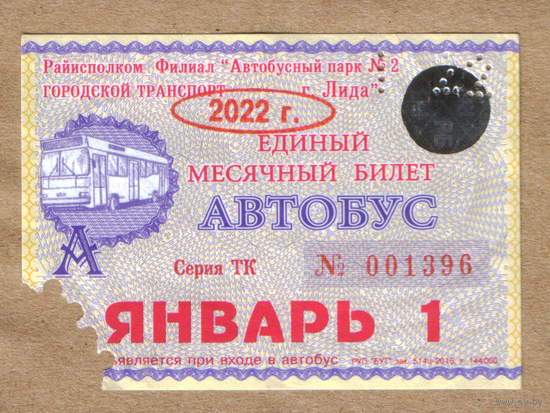 Райисполком Филиал "Автобусный парк № 2
ГОРОДСКОЙ ТРАНСПОРТ г. Лида"
2022 г.
ЕДИНЫЙ
МЕСЯЧНЫЙ БИЛЕТ
АВТОБУС
А
Серия ТК № 001396
ЯНВАРЬ 1
ъявляется при входе в автобус